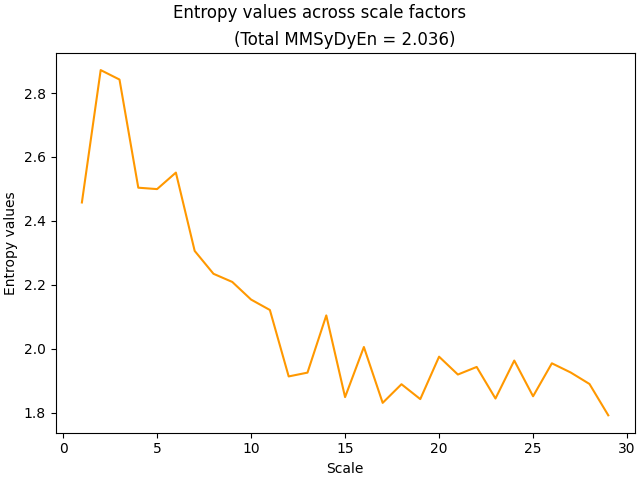 Entropy values across scale factors
(Total MMSyDyEn = 2.036)
2.8
2.6
2.4
2.2
2.0
1.8
Entropy values
0 5 10 15 20 25 30
Scale